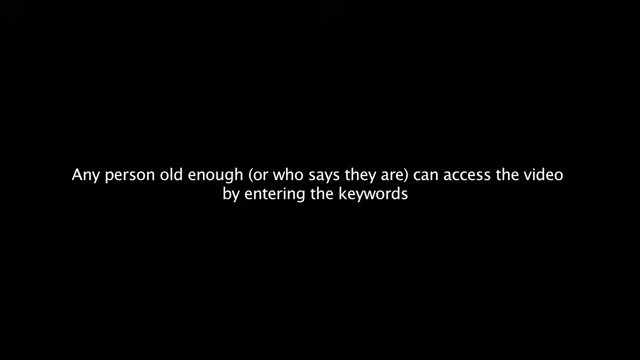 Any person old enough (or who says they are) can access the video
by entering the keywords